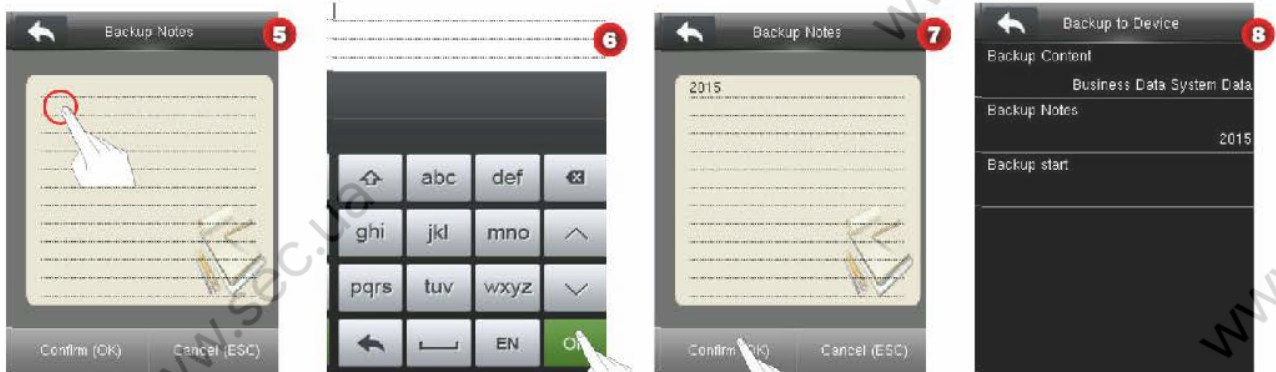 Backup Notes
5
Confirm (OK)
Cancel (ESC)
6
abc
def
ghi
jkl
mno
pqrs
tuv
wxyz
EN
Backup Notes
7
2015
Confirm (OK)
Cancel (ESC)
Backup to Device
8
Backup Content
Business Data System Data
Backup Notes
2015
Backup start
www.sec.ua